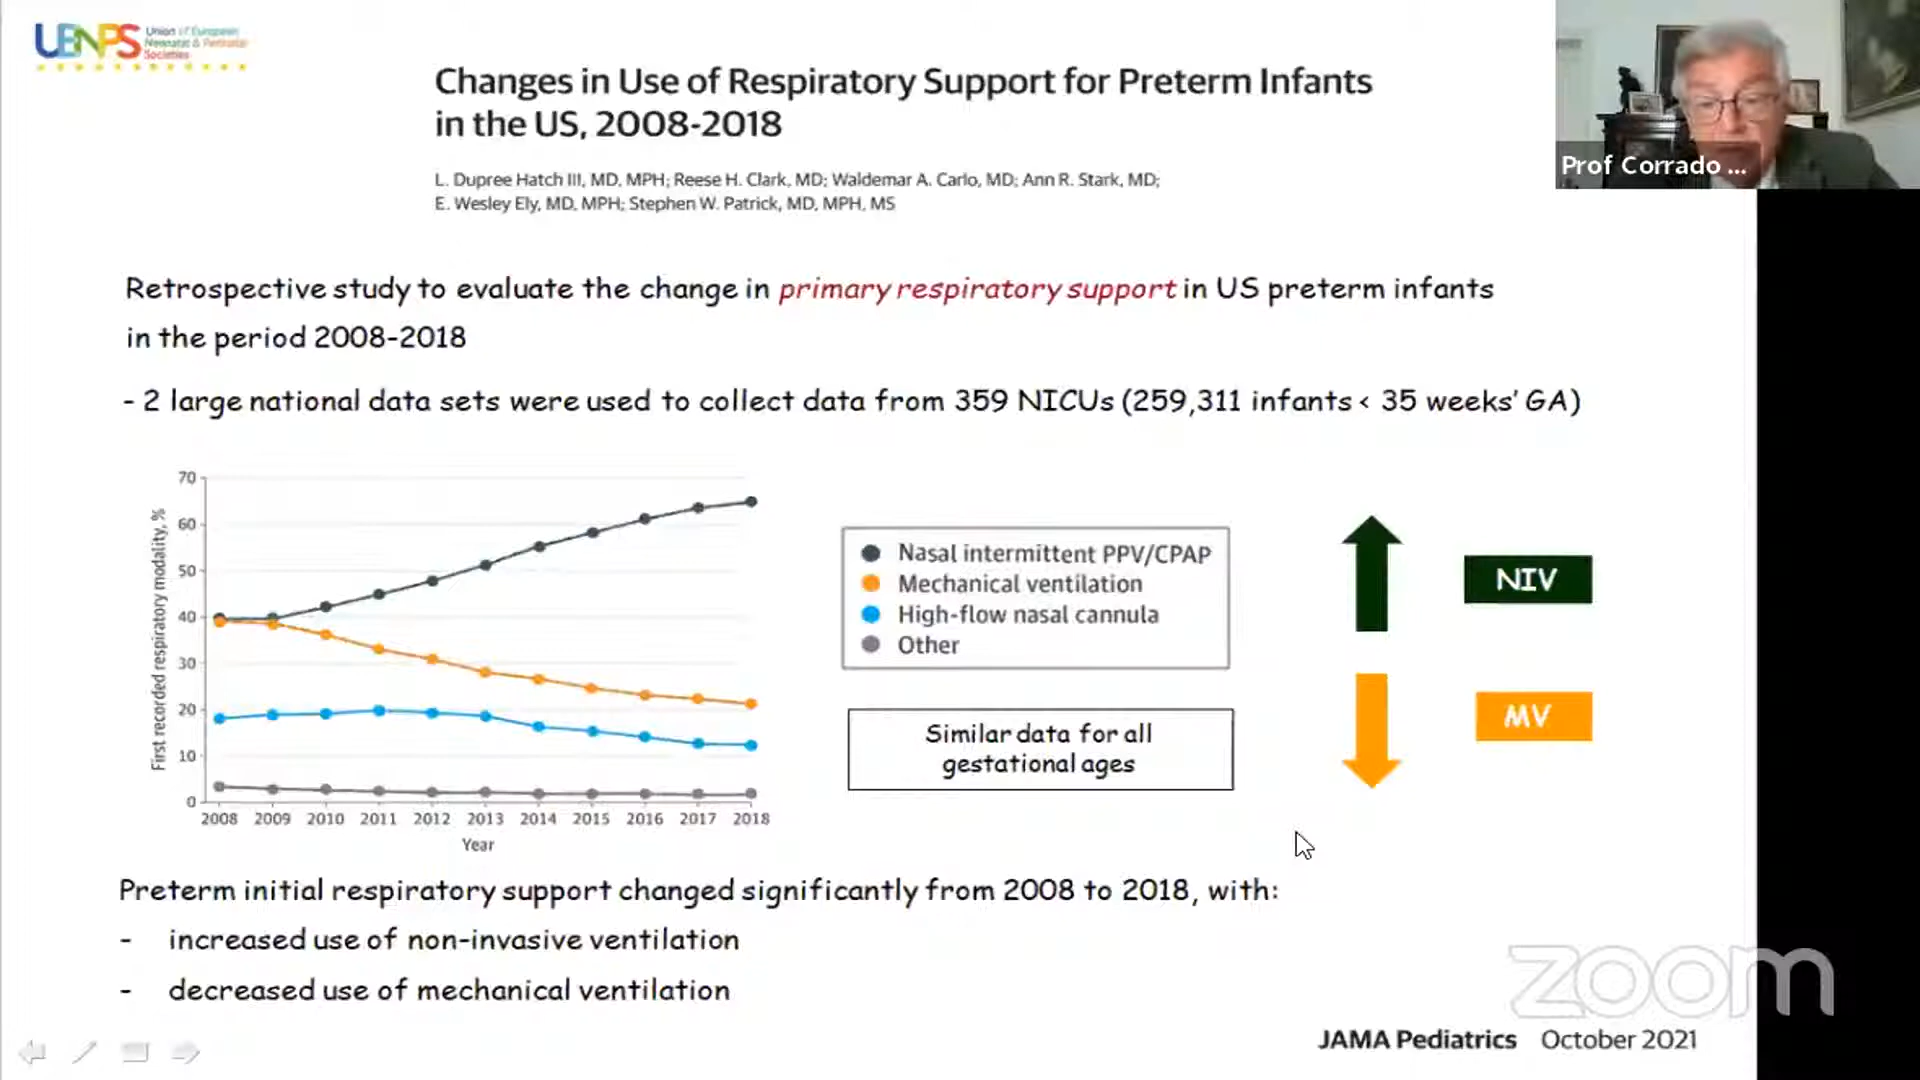 UENPS
Union of European
Neonatal & Perinatal
Societies
Changes in Use of Respiratory Support for Preterm Infants
in the US, 2008-2018
L. Dupree Hatch III, MD, MPH; Reese H. Clark, MD; Waldemar A. Carlo, MD; Ann R. Stark, MD;
E. Wesley Ely, MD, MPH; Stephen W. Patrick, MD, MPH, MS
Prof Corrado ...
Retrospective study to evaluate the change in primary respiratory support in US preterm infants
in the period 2008-2018
- 2 large national data sets were used to collect data from 359 NICUs (259,311 infants < 35 weeks' GA)
First recorded respiratory modality, %
70
60
50
40
30
20
10
0
2008 2009 2010 2011 2012 2013 2014 2015 2016 2017 2018
Year
Nasal intermittent PPV/CPAP
Mechanical ventilation
High-flow nasal cannula
Other
Similar data for all
gestational ages
NIV
MV
Preterm initial respiratory support changed significantly from 2008 to 2018, with:
- increased use of non-invasive ventilation
- decreased use of mechanical ventilation
zoom
JAMA Pediatrics October 2021